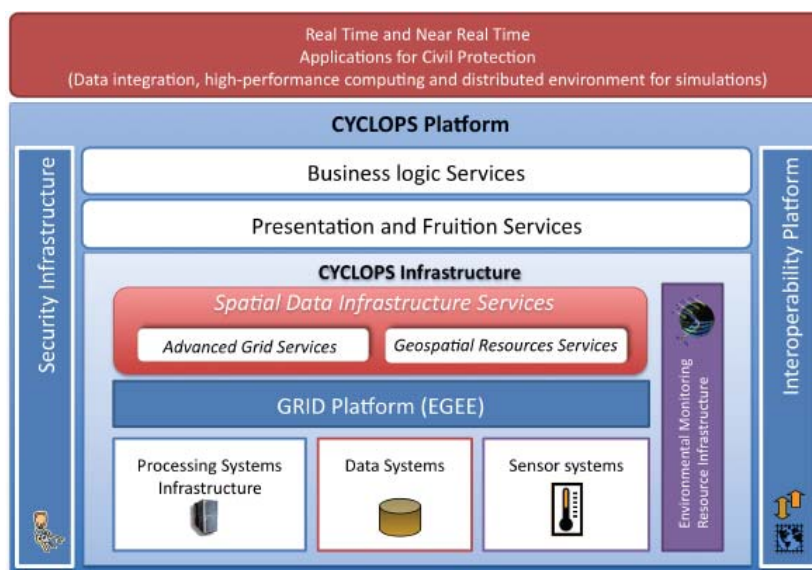 Real Time and Near Real Time
Applications for Civil Protection
(Data integration, high-performance computing and distributed environment for simulations)
CYCLOPS Platform
Security Infrastructure
Business logic Services
Presentation and Fruition Services
CYCLOPS Infrastructure
Spatial Data Infrastructure Services
Advanced Grid Services
Geospatial Resources Services
GRID Platform (EGEE)
Processing Systems
Infrastructure
Data Systems
Sensor systems
Environmental Monitoring
Resource Infrastructure
Interoperability Platform